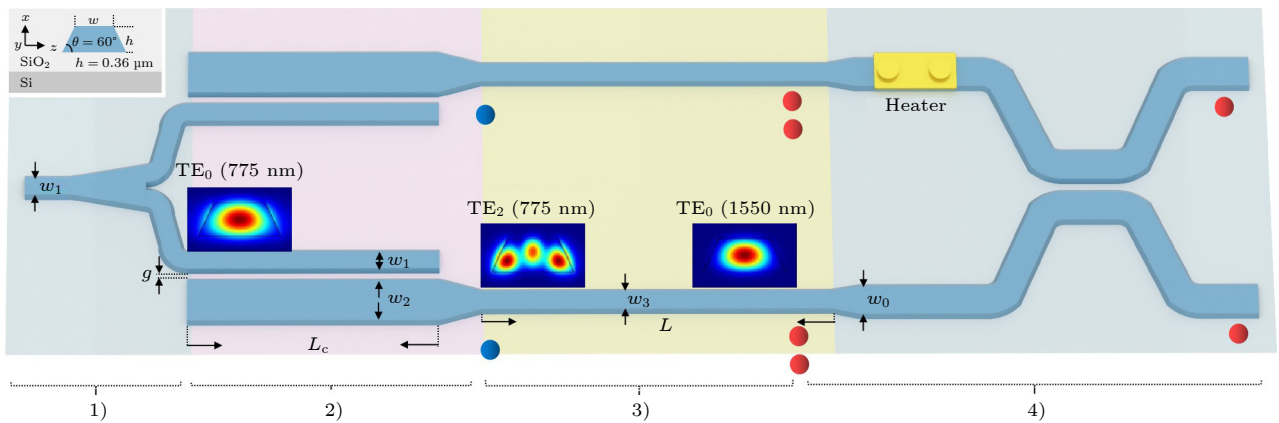 x
w
y
z
θ = 60°
h
SiO₂
h = 0.36 μm
Si
Heater
w₁
TE₀ (775 nm)
TE₂ (775 nm)
TE₀ (1550 nm)
g
w₁
w₂
w₃
w₀
L
L_c
1)
2)
3)
4)